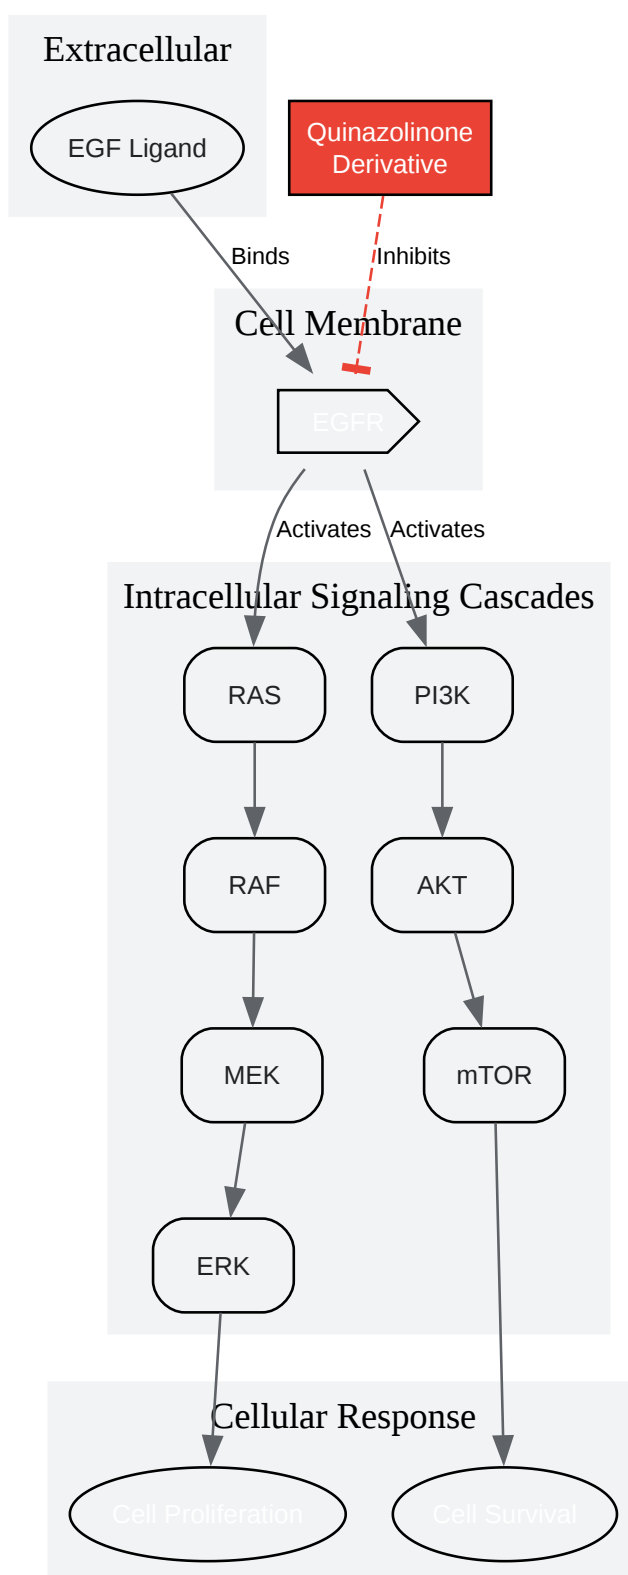 Extracellular
EGF Ligand
Quinazolinone
Derivative
Binds
Inhibits
Cell Membrane
EGFR
Activates
Activates
Intracellular Signaling Cascades
RAS
PI3K
RAF
AKT
MEK
mTOR
ERK
Cellular Response
Cell Proliferation
Cell Survival